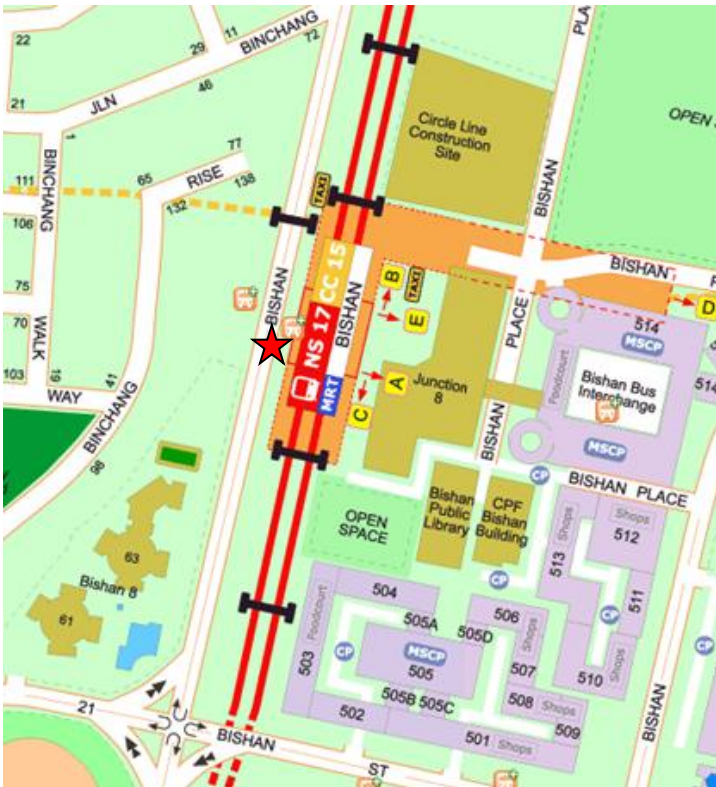 22
29
11
BINCHANG
72
PLA
21
JLN
46
1
Circle Line
Construction
Site
OPEN
BINCHANG
77
111
65
RISE
138
TAXI
132
BISHAN
106
BISHAN
CC 15
B
TAXI
BISHAN
75
BISHAN
E
D
70
NS 17
PLACE
514
MSCP
WALK
103
19
41
MRT
A
Junction
8
Foodcourt
Bishan Bus
Interchange
514
WAY
C
BINCHANG
BISHAN
MSCP
98
CP
BISHAN PLACE
OPEN
SPACE
Bishan
Public
Library
CPF
Bishan
Building
Shops
512
513
Shops
63
CP
511
Bishan 8
Foodcourt
504
506
CP
61
505A
505D
Shops
CP
MSCP
505
503
507
510
Shops
CP
505B
505C
508
Shops
509
21
502
501
Shops
BISHAN
BISHAN
ST